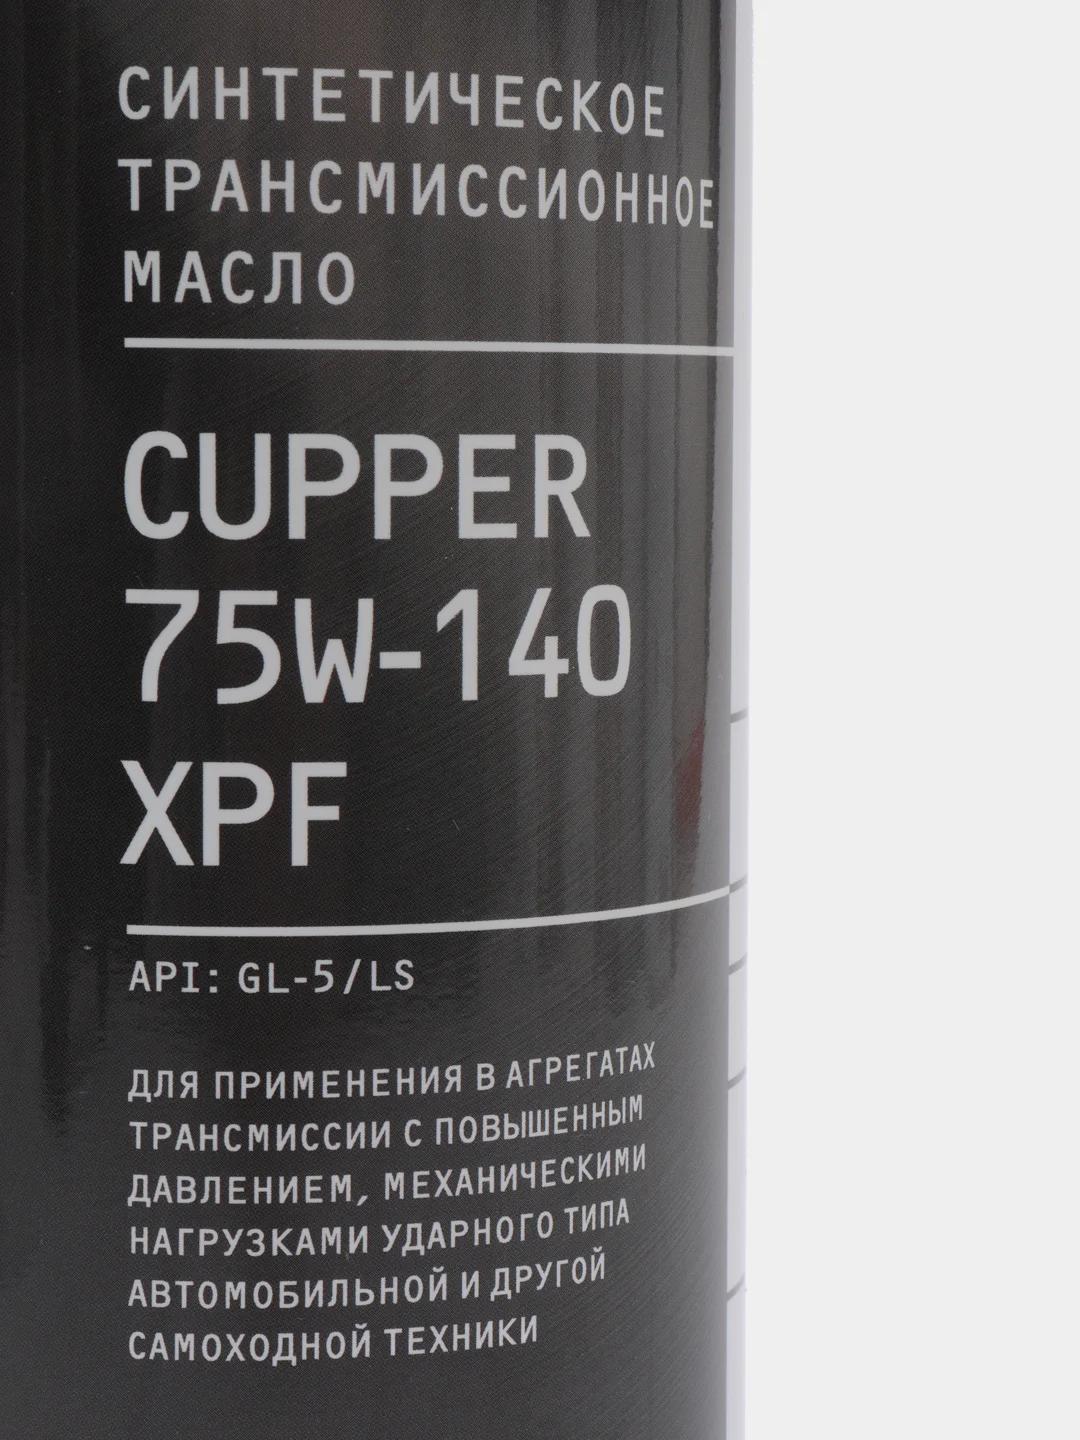 СИНТЕТИЧЕСКОЕ
ТРАНСМИССИОННОЕ
МАСЛО
CUPPER
75W-140
XPF
API: GL-5/LS
ДЛЯ ПРИМЕНЕНИЯ В АГРЕГАТАХ
ТРАНСМИССИИ С ПОВЫШЕННЫМ
ДАВЛЕНИЕМ, МЕХАНИЧЕСКИМИ
НАГРУЗКАМИ УДАРНОГО ТИПА
АВТОМОБИЛЬНОЙ И ДРУГОЙ
САМОХОДНОЙ ТЕХНИКИ